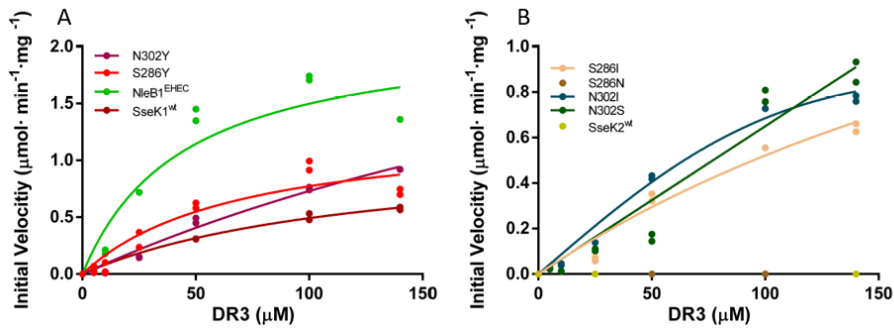 A
N302Y
S286Y
NleB1EHEC
SseK1wt
Initial Velocitiy (μmol· min-1·mg-1)
2.0
1.5
1.0
0.5
0.0
0
50
100
150
DR3 (μM)
B
S286I
S286N
N302I
N302S
SseK2wt
Initial Velocitiy (μmol· min-1·mg-1)
1.0
0.8
0.6
0.4
0.2
0.0
0
50
100
150
DR3 (μM)